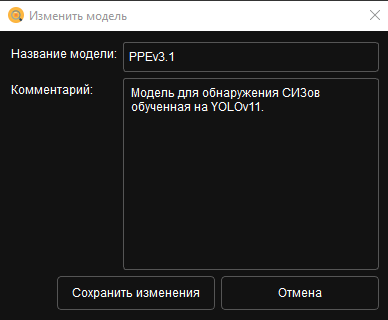 Изменить модель
Название модели: PPEv3.1
Комментарий: Модель для обнаружения СИЗов
обученная на YOLOv11.
Сохранить изменения Отмена